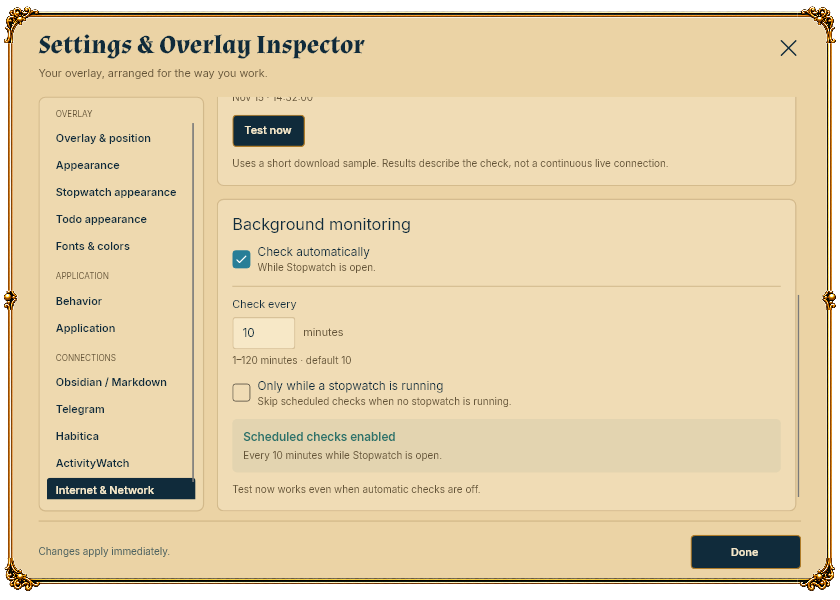 Settings & Overlay Inspector
Your overlay, arranged for the way you work.
OVERLAY
Overlay & position
Appearance
Stopwatch appearance
Todo appearance
Fonts & colors
APPLICATION
Behavior
Application
CONNECTIONS
Obsidian / Markdown
Telegram
Habitica
ActivityWatch
Internet & Network
Nov 15 · 14:32:00
Test now
Uses a short download sample. Results describe the check, not a continuous live connection.
Background monitoring
Check automatically
While Stopwatch is open.
Check every
10 minutes
1–120 minutes · default 10
Only while a stopwatch is running
Skip scheduled checks when no stopwatch is running.
Scheduled checks enabled
Every 10 minutes while Stopwatch is open.
Test now works even when automatic checks are off.
Changes apply immediately.
Done